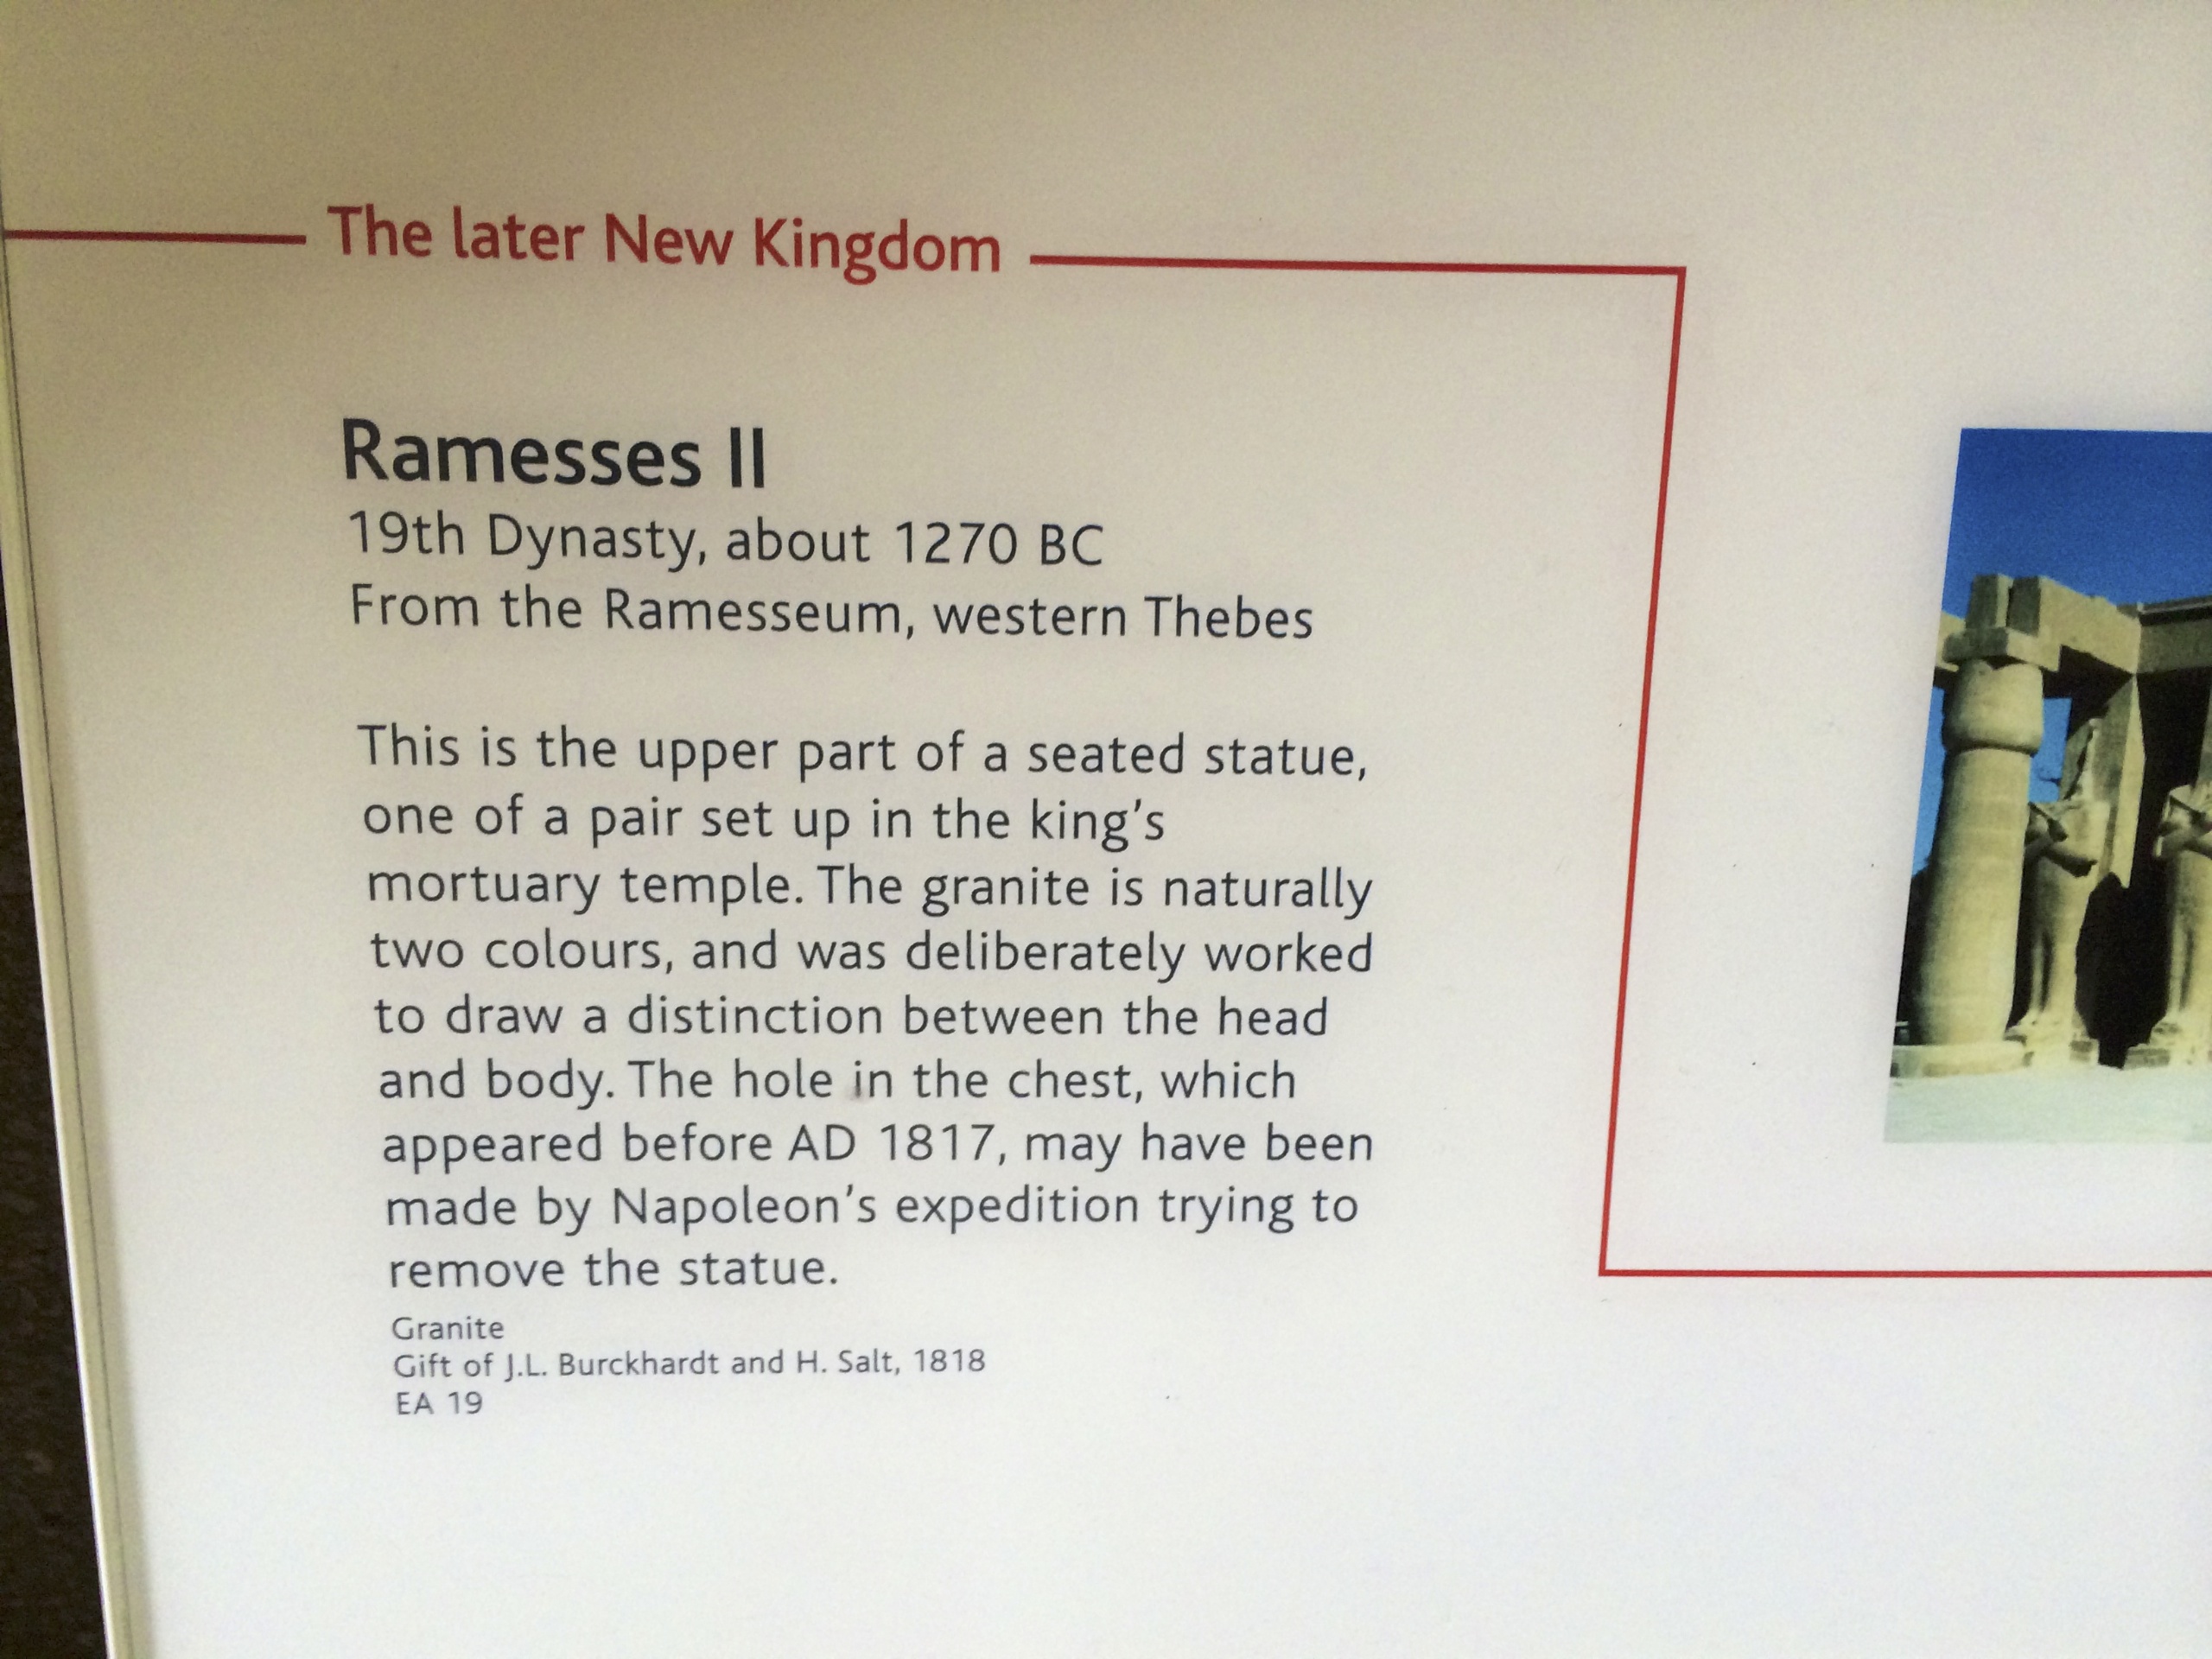 The later New Kingdom
Ramesses II
19th Dynasty, about 1270 BC
From the Ramesseum, western Thebes
This is the upper part of a seated statue,
one of a pair set up in the king's
mortuary temple. The granite is naturally
two colours, and was deliberately worked
to draw a distinction between the head
and body. The hole in the chest, which
appeared before AD 1817, may have been
made by Napoleon's expedition trying to
remove the statue.
Granite
Gift of J.L. Burckhardt and H. Salt, 1818
EA 19